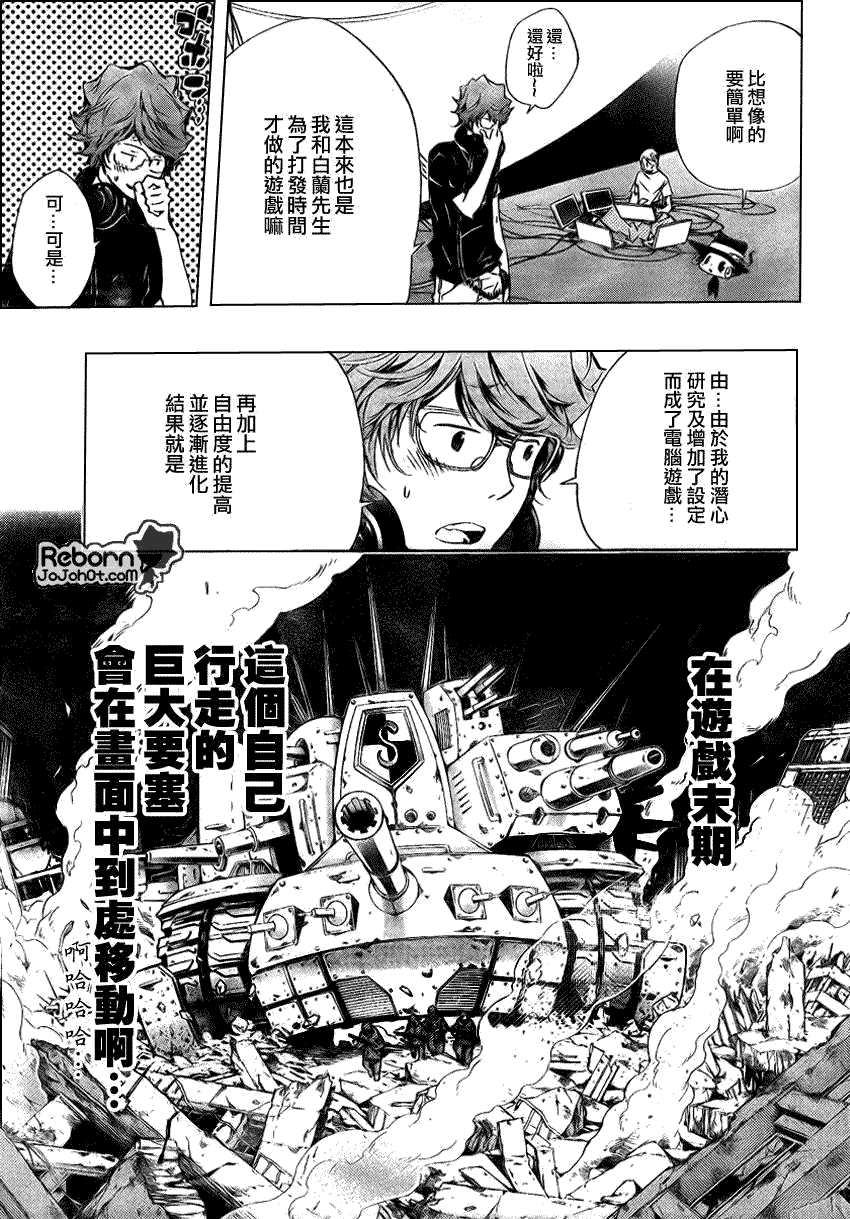 比想像的
要簡單啊
還…
還好啦~
這本來也是
我和白蘭先生
為了打發時間
才做的遊戲嘛
可…可是…
由…由於我的潛心
研究及增加了設定
而成了電腦遊戲…
再加上
自由度的提高
並逐漸進化
結果就是
Reborn
JoJohOt.com
在遊戲末期
這個自己
行走的
巨大要塞
會在畫面中到處移動啊…
啊哈哈哈…
S